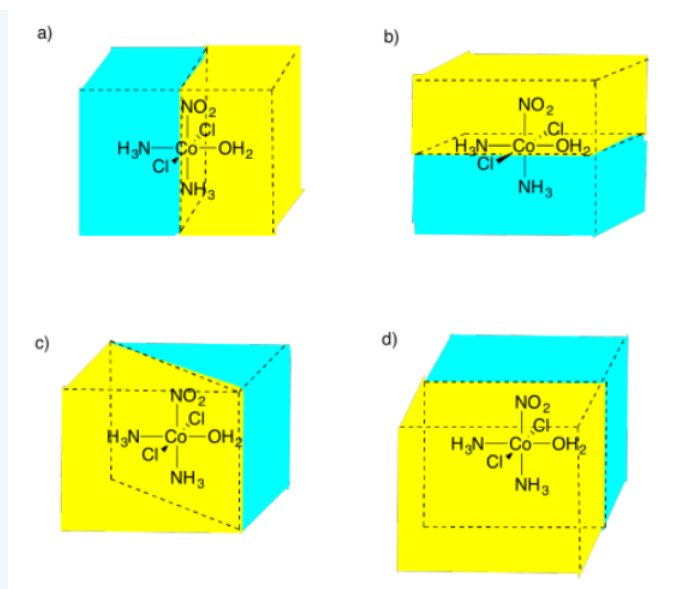 a)
NO₂
Cl
H₃N—Co—OH₂
Cl
NH₃
b)
NO₂
Cl
H₃N—Co—OH₂
Cl
NH₃
c)
NO₂
Cl
H₃N—Co—OH₂
Cl
NH₃
d)
NO₂
Cl
H₃N—Co—OH₂
Cl
NH₃